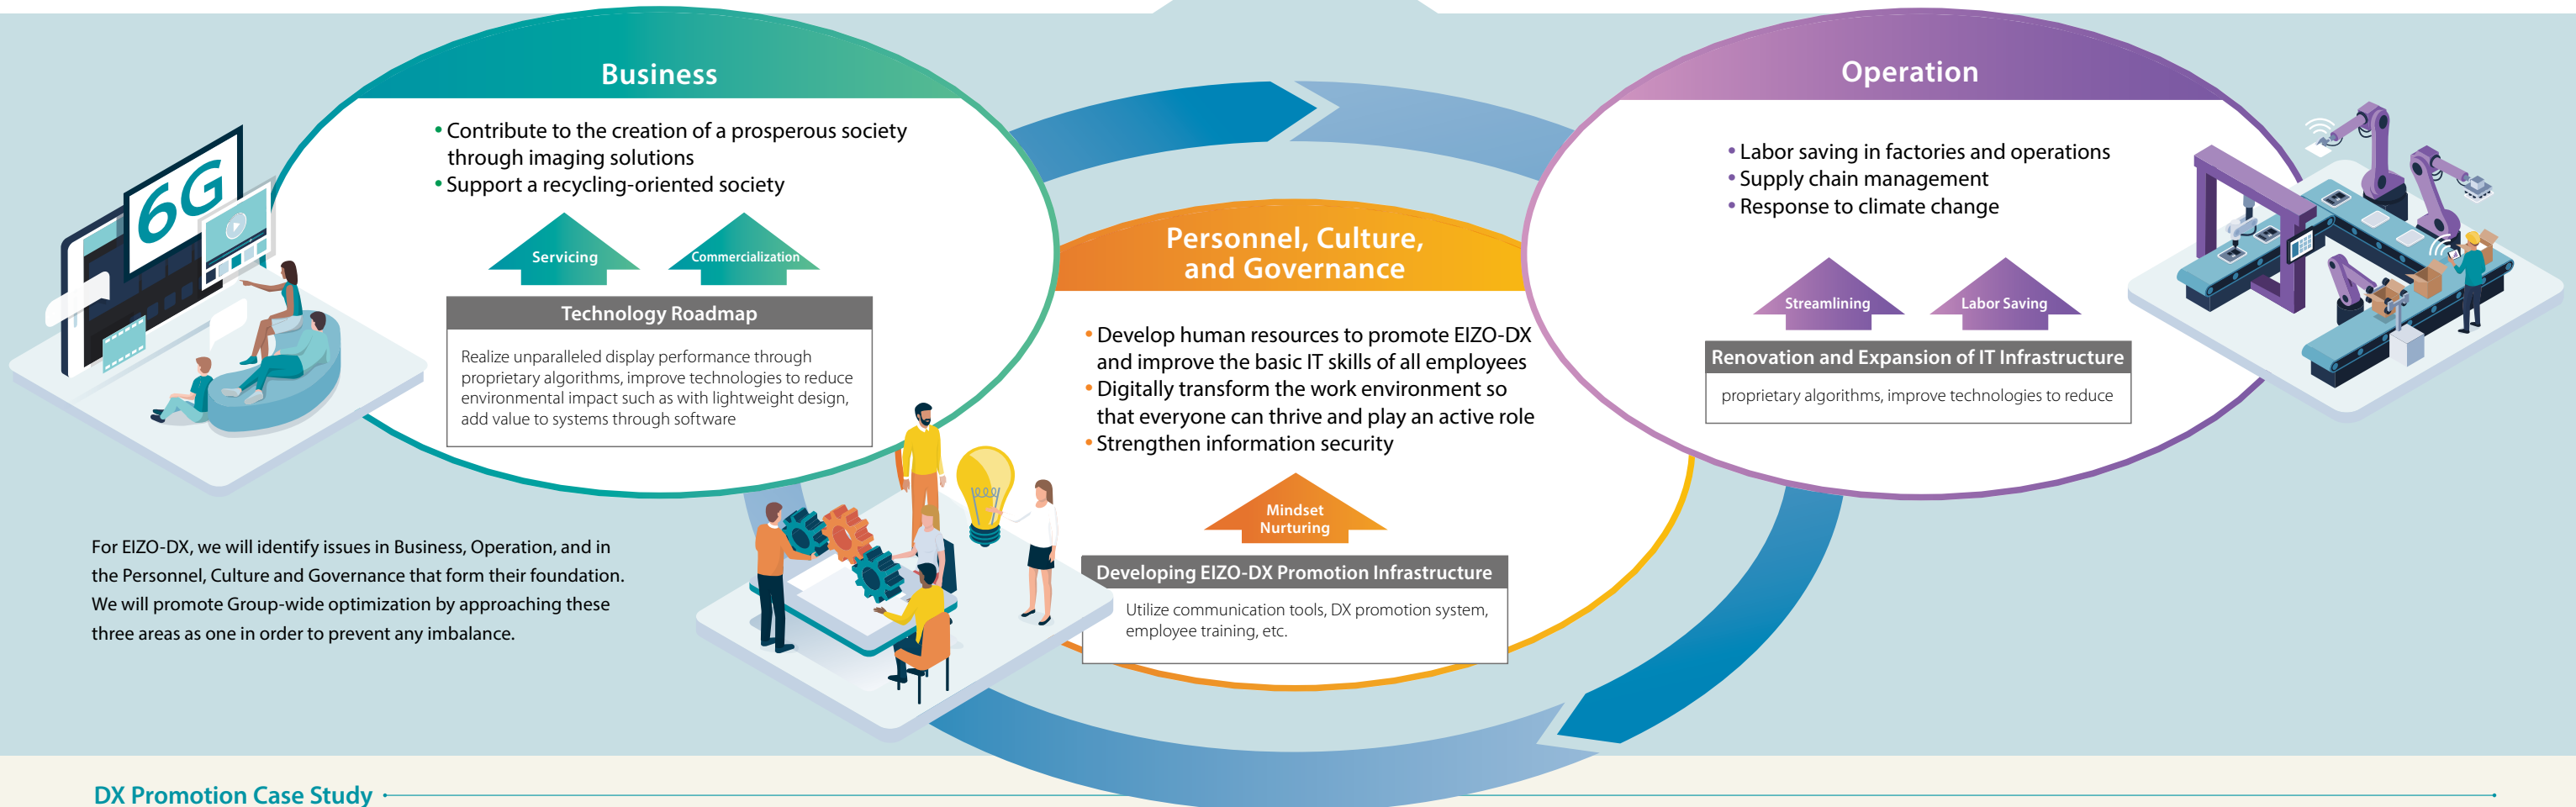 Business
• Contribute to the creation of a prosperous society
through imaging solutions
• Support a recycling-oriented society
Servicing
Commercialization
Technology Roadmap
Realize unparalleled display performance through
proprietary algorithms, improve technologies to reduce
environmental impact such as with lightweight design,
add value to systems through software
6G
Personnel, Culture,
and Governance
• Develop human resources to promote EIZO-DX
and improve the basic IT skills of all employees
• Digitally transform the work environment so
that everyone can thrive and play an active role
• Strengthen information security
Mindset
Nurturing
Developing EIZO-DX Promotion Infrastructure
Utilize communication tools, DX promotion system,
employee training, etc.
Operation
• Labor saving in factories and operations
• Supply chain management
• Response to climate change
Streamlining
Labor Saving
Renovation and Expansion of IT Infrastructure
proprietary algorithms, improve technologies to reduce
For EIZO-DX, we will identify issues in Business, Operation, and in
the Personnel, Culture and Governance that form their foundation.
We will promote Group-wide optimization by approaching these
three areas as one in order to prevent any imbalance.
DX Promotion Case Study